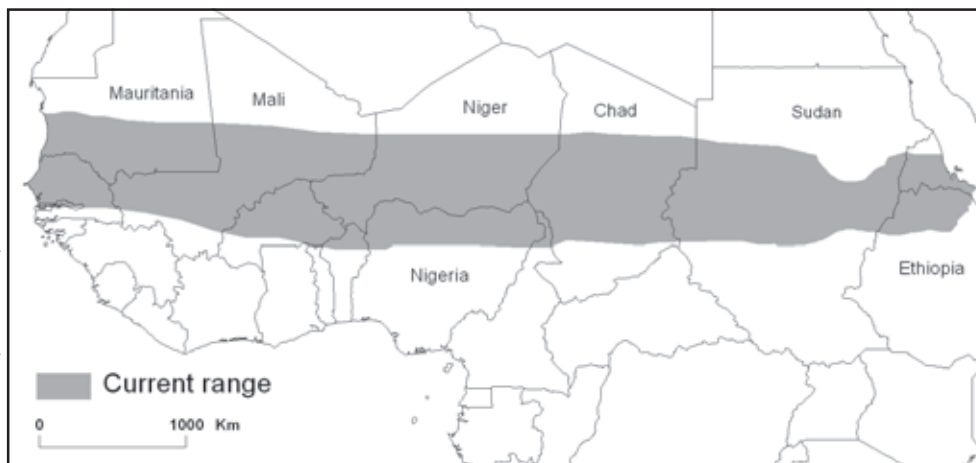 Mauritania
Mali
Niger
Chad
Sudan
Nigeria
Ethiopia
Current range
0 1000 Km